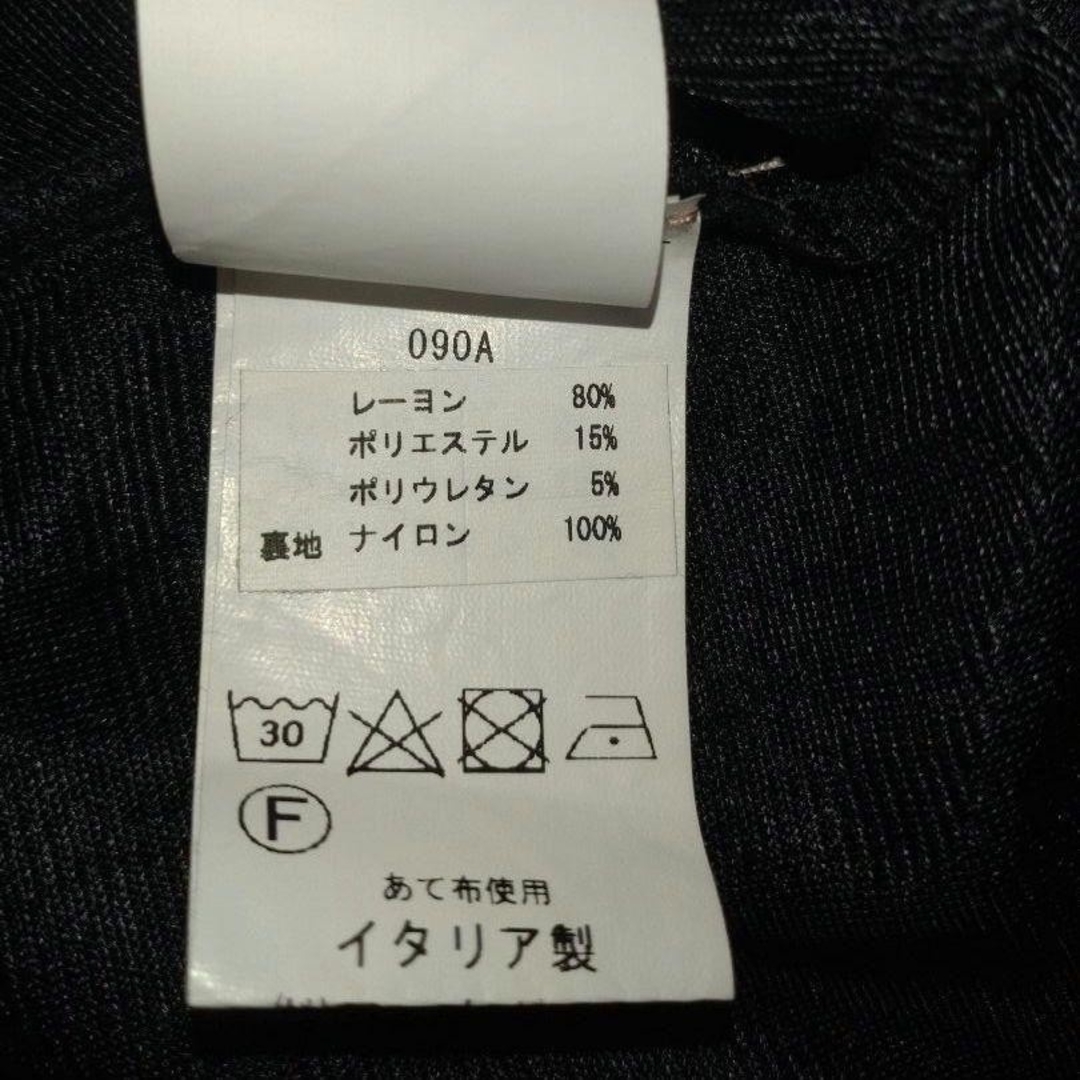 090A
レーヨン 80%
ポリエステル 15%
ポリウレタン 5%
裏地 ナイロン 100%
30
F
あて布使用
イタリア製